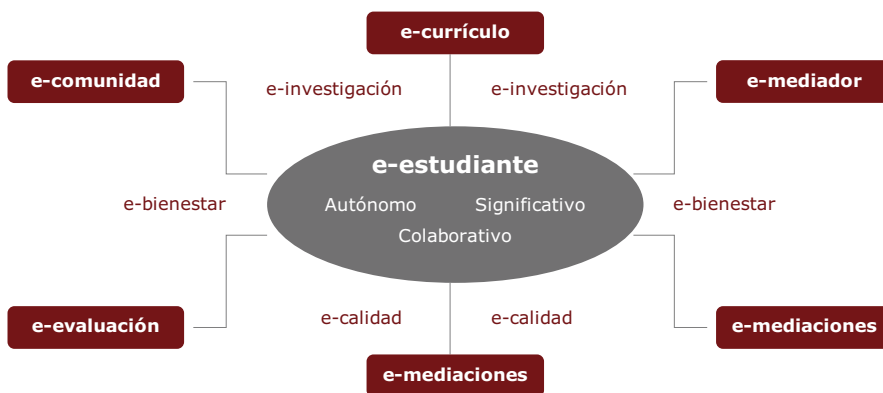 e-currículo
e-comunidad
e-mediador
e-investigación
e-investigación
e-estudiante
e-bienestar
Autónomo
Significativo
e-bienestar
Colaborativo
e-evaluación
e-calidad
e-calidad
e-mediaciones
e-mediaciones